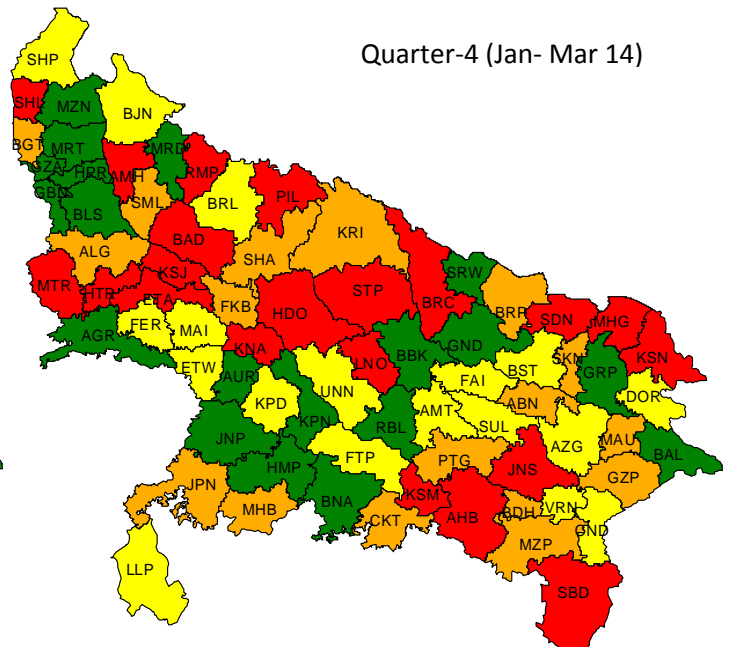 Quarter-4 (Jan- Mar 14)
SHP
SHL
MZN
BJN
BGT
MRT
MRD
GZA
HPR
AMH
RMP
GBD
SML
BRL
PIL
BLS
BAD
KRI
ALG
SHA
MTR
HTR
KSJ
ETA
FKB
HDO
STP
BRC
SRW
BRP
SDN
MHG
KSN
AGR
FER
MAI
KNA
LNO
BBK
GND
BST
SKN
GRP
ETW
AUR
KPD
UNN
FAI
DOR
KPN
RBL
AMT
SUL
ABN
AZG
MAU
BAL
JNP
FTP
PTG
JNS
GZP
HMP
JPN
MHB
BNA
CKT
KSM
AHB
BDH
VRN
GND
MZP
LLP
SBD